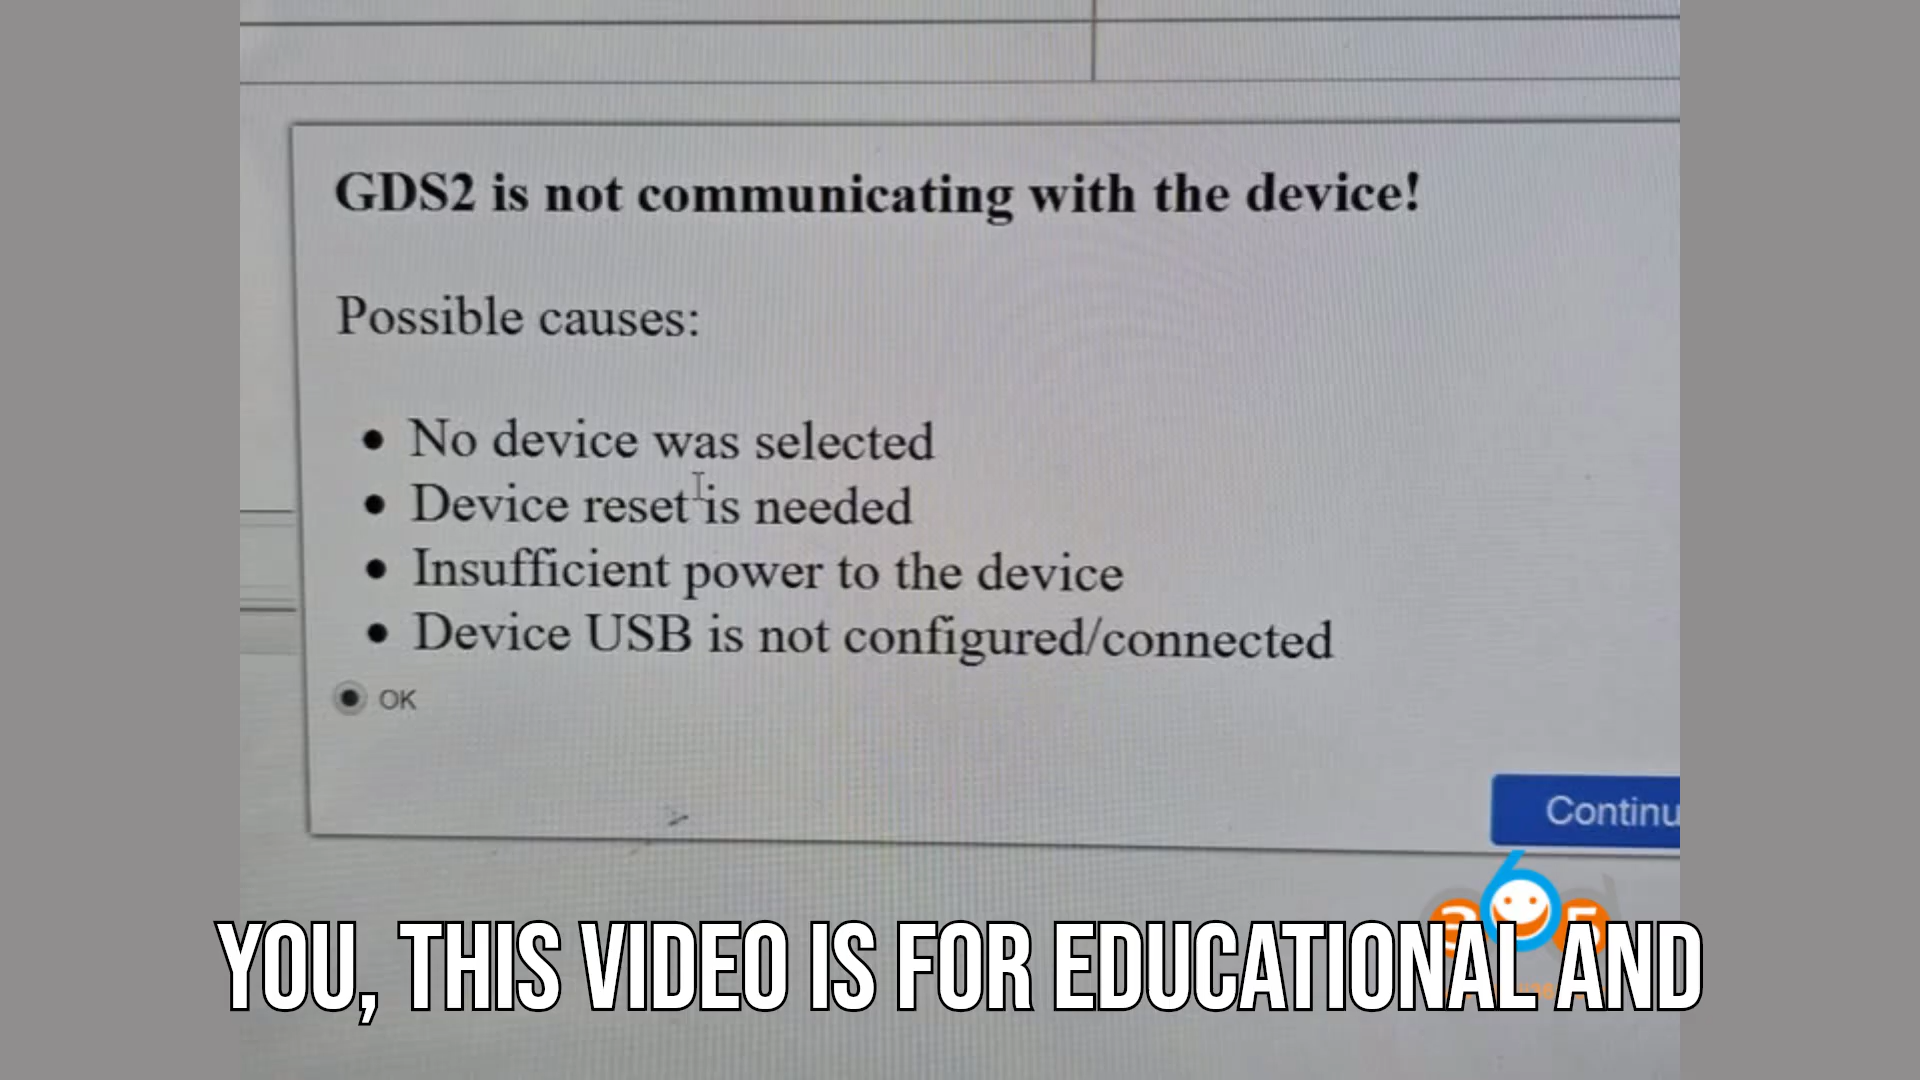 GDS2 is not communicating with the device!
Possible causes:
• No device was selected
• Device reset is needed
• Insufficient power to the device
• Device USB is not configured/connected
OK
Continu
YOU, THIS VIDEO IS FOR EDUCATIONAL AND